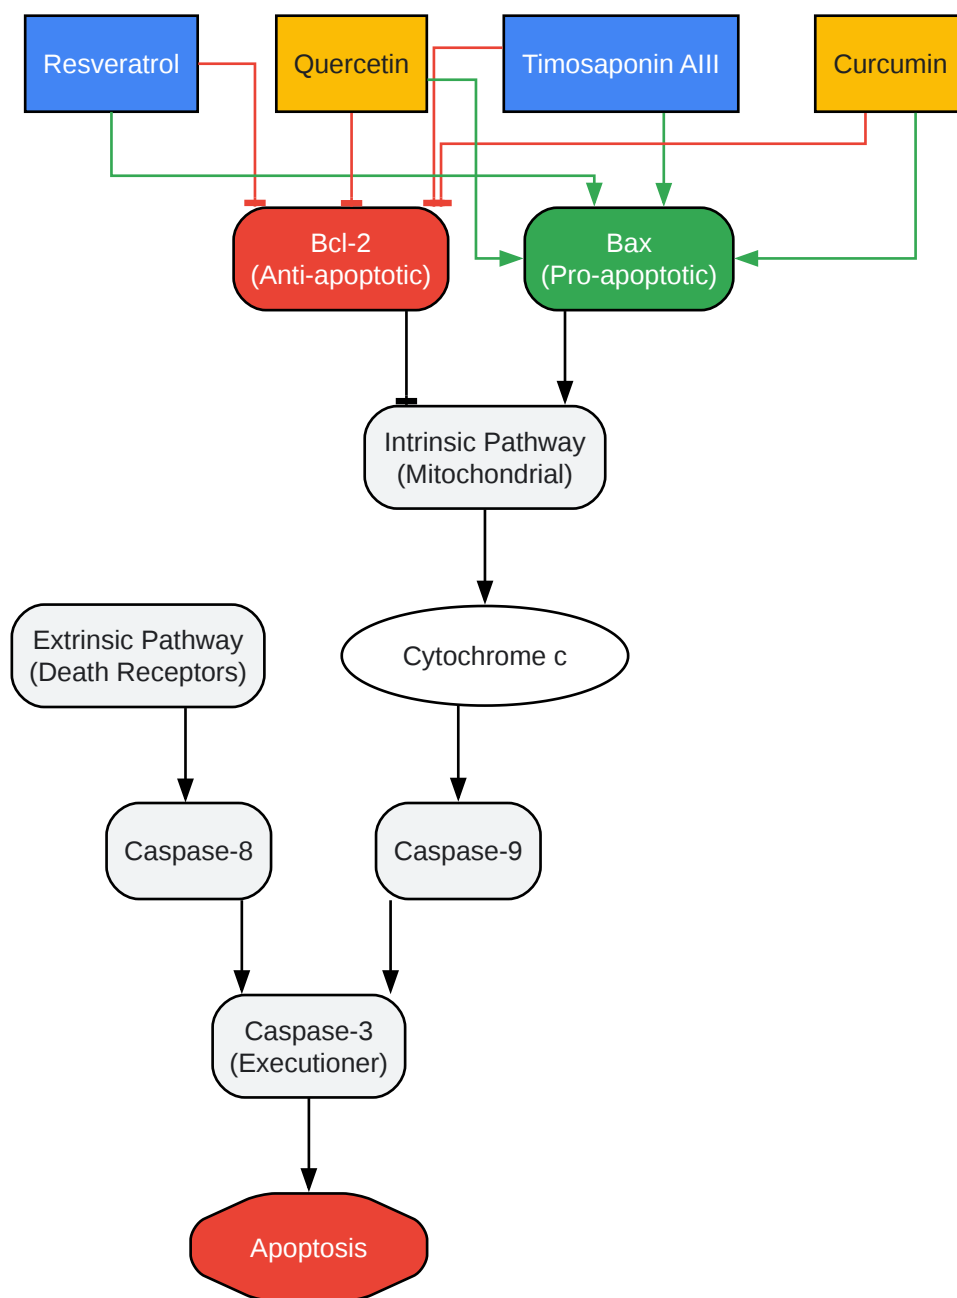 Resveratrol
Quercetin
Timosaponin AIII
Curcumin
Bcl-2
(Anti-apoptotic)
Bax
(Pro-apoptotic)
Intrinsic Pathway
(Mitochondrial)
Extrinsic Pathway
(Death Receptors)
Cytochrome c
Caspase-8
Caspase-9
Caspase-3
(Executioner)
Apoptosis